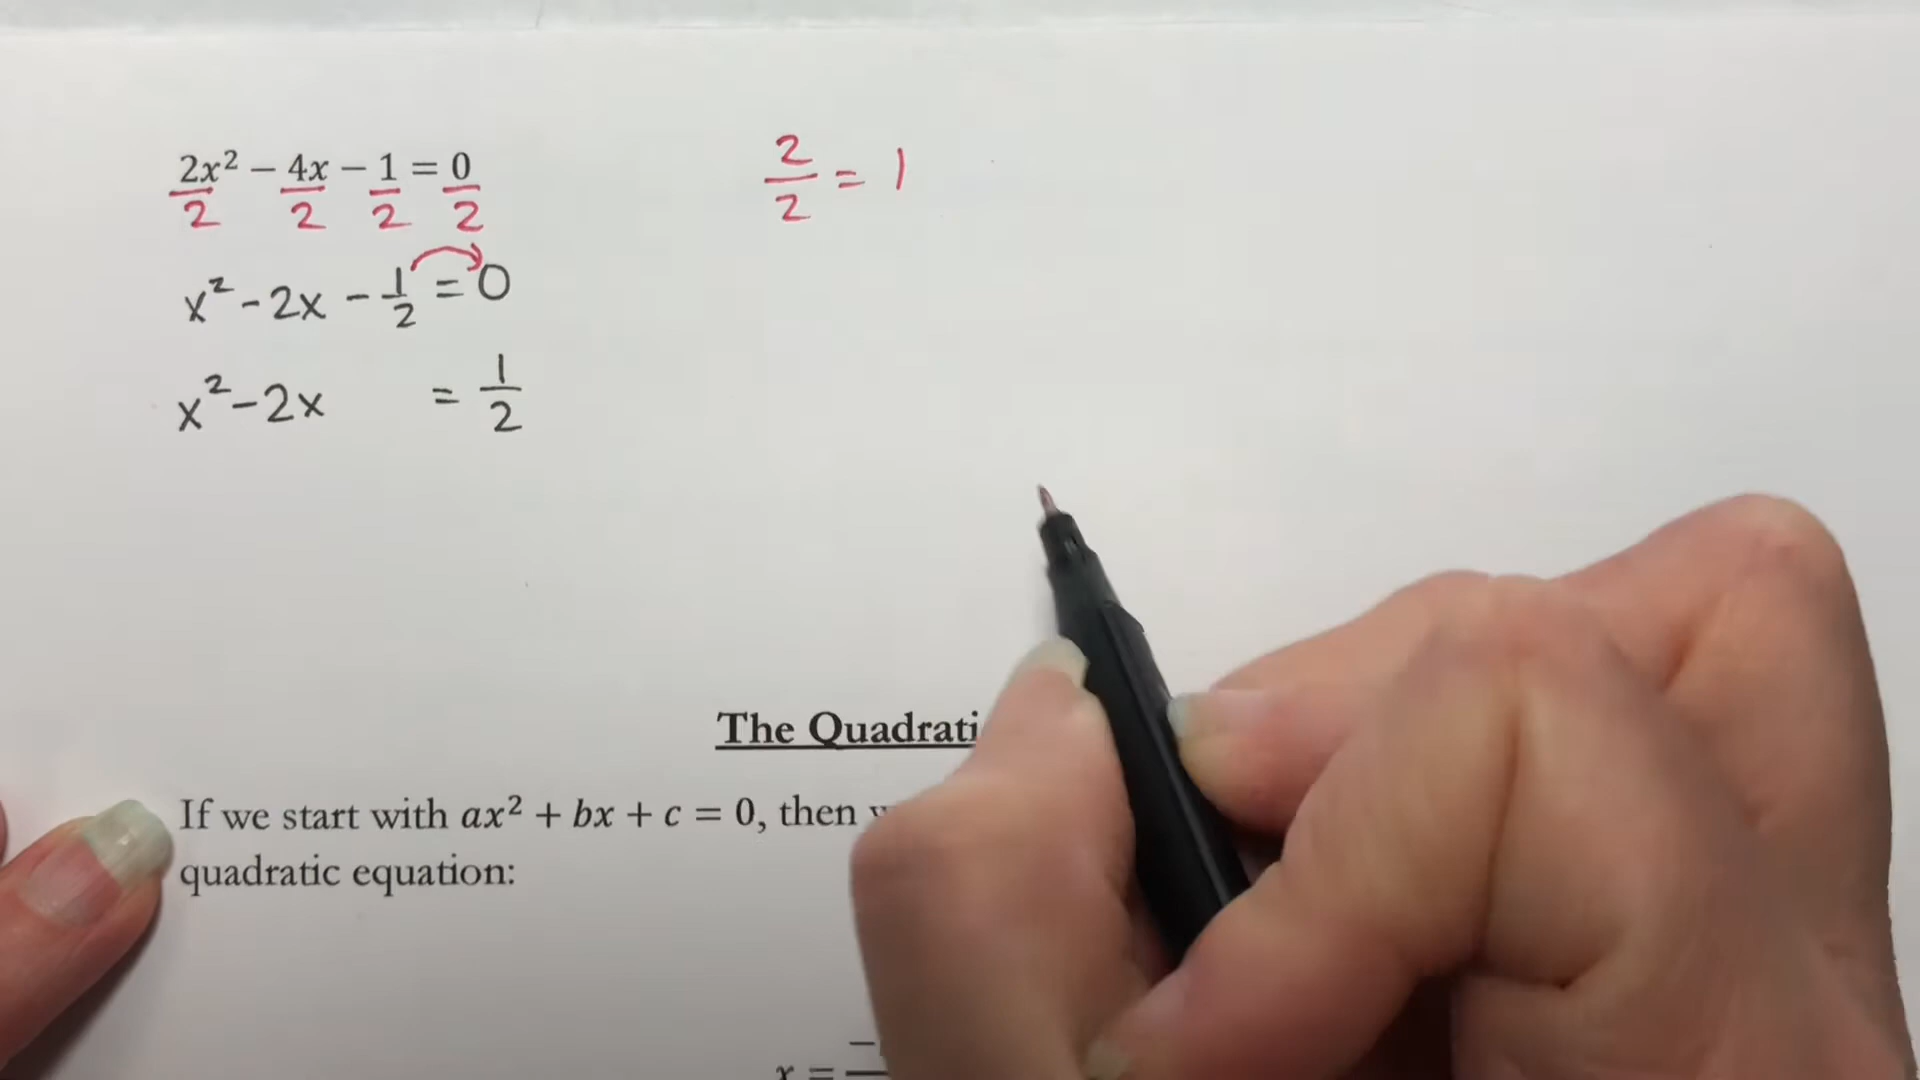 2x² − 4x − 1 = 0
2 2 2 2
2/2 = 1
x² - 2x - 1/2 = 0
x² - 2x = 1/2
The Quadrati
If we start with ax² + bx + c = 0, then
quadratic equation:
x = −